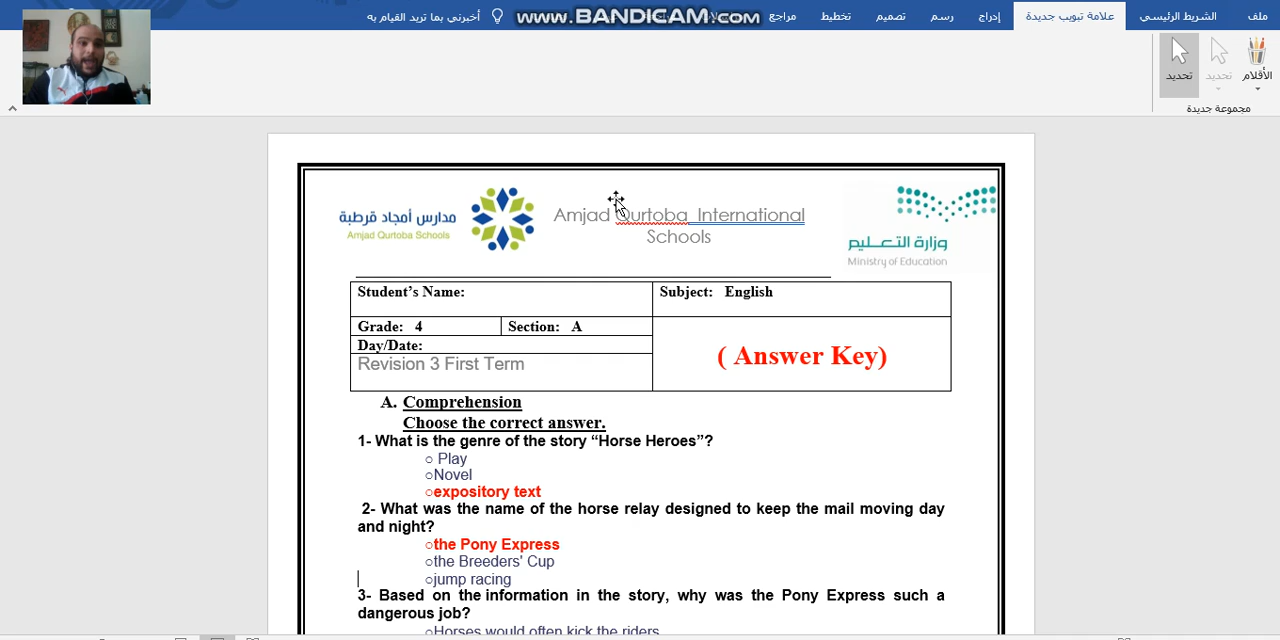 ملف
الشريط الرئيسي
علامة تبويب جديدة
إدراج
رسم
تصميم
تخطيط
مراجع
أخبرني بما تريد القيام به
www.BANDICAM.com
الأقلام
تحديد
تحديد
مجموعة جديدة
مدارس أمجاد قرطبة
Amjad Qurtoba Schools
Amjad Qurtoba International
Schools
وزارة التعليم
Ministry of Education
Student’s Name:
Subject: English
Grade: 4
Section: A
Day/Date:
Revision 3 First Term
( Answer Key)
A. Comprehension
Choose the correct answer.
1- What is the genre of the story “Horse Heroes”?
○ Play
○Novel
○expository text
2- What was the name of the horse relay designed to keep the mail moving day
and night?
○the Pony Express
○the Breeders' Cup
○jump racing
3- Based on the information in the story, why was the Pony Express such a
dangerous job?
○Horses would often kick the riders